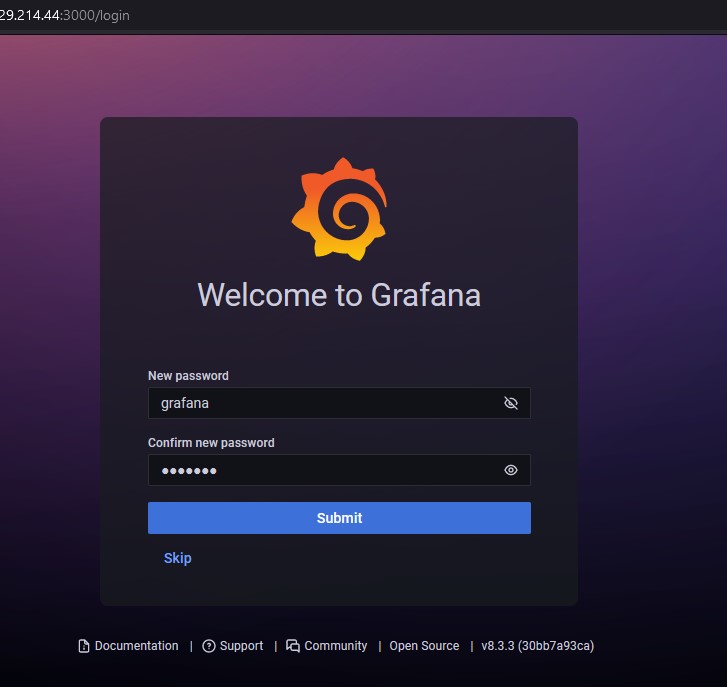 29.214.44:3000/login
Welcome to Grafana
New password
grafana
Confirm new password
•••••••
Submit
Skip
Documentation | Support | Community | Open Source | v8.3.3 (30bb7a93ca)